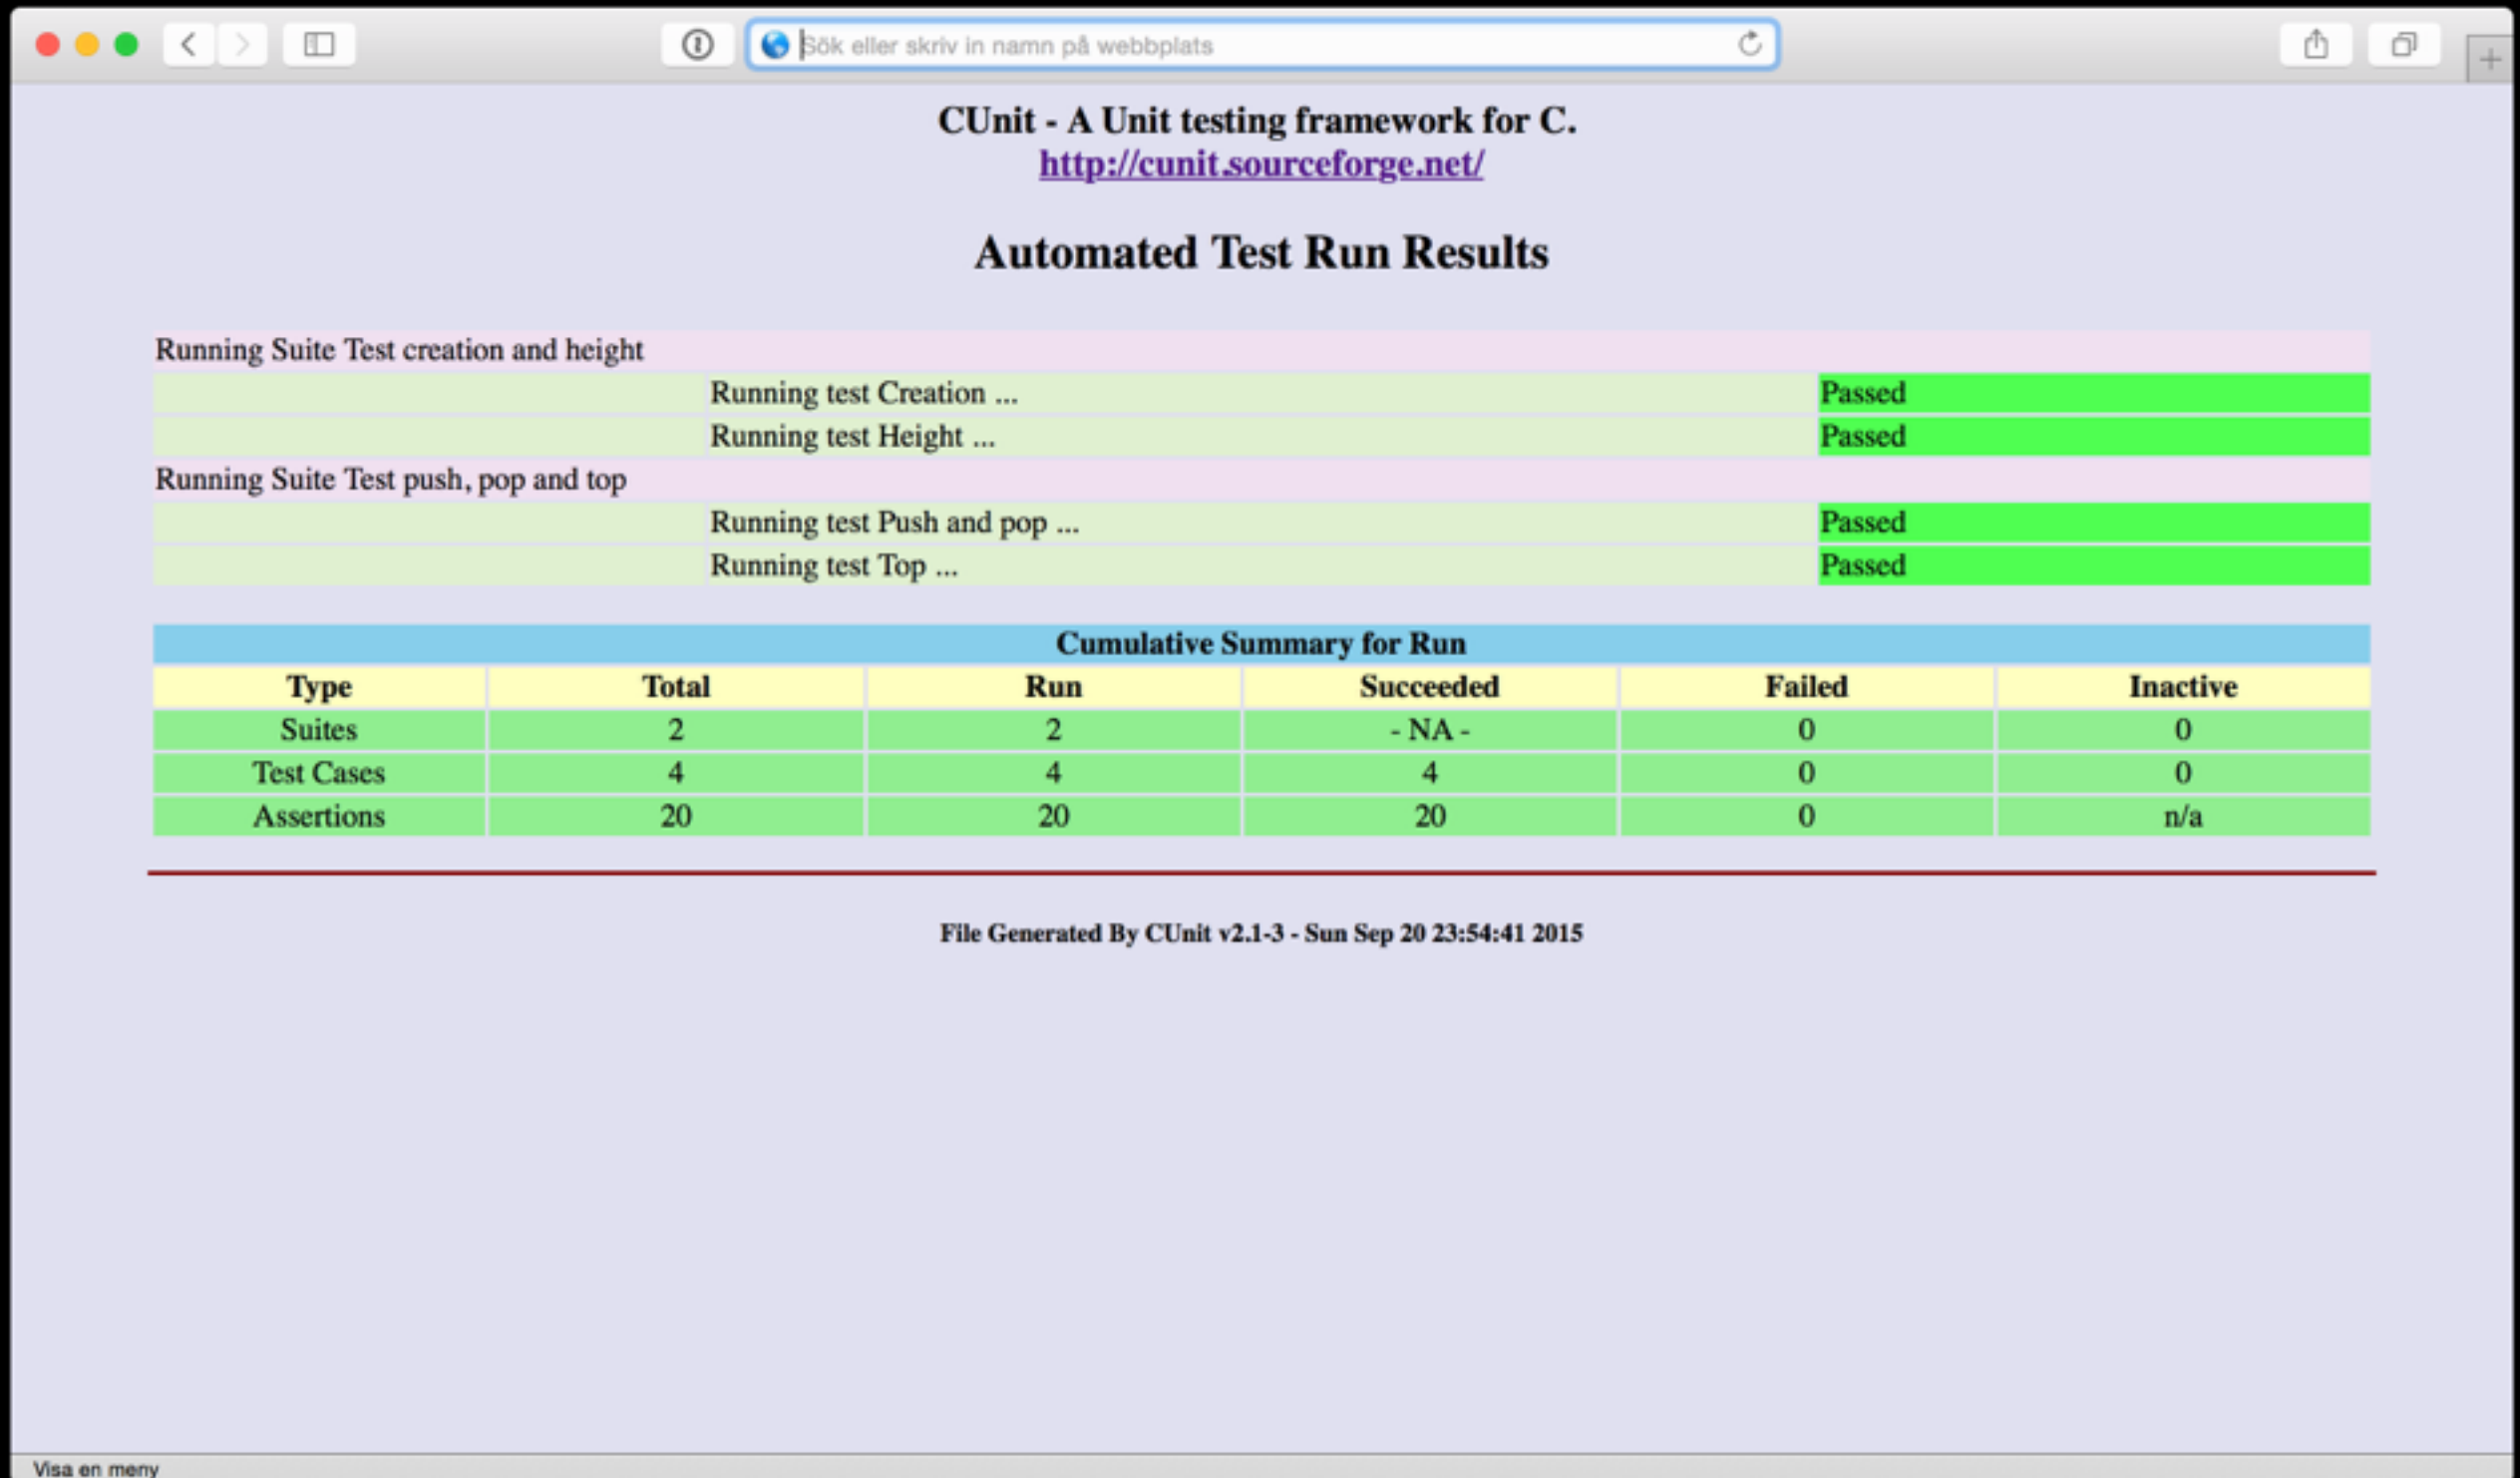 Sök eller skriv in namn på webbplats
CUnit - A Unit testing framework for C.
http://cunit.sourceforge.net/
Automated Test Run Results
Running Suite Test creation and height
Running test Creation ... Passed
Running test Height ... Passed
Running Suite Test push, pop and top
Running test Push and pop ... Passed
Running test Top ... Passed
Cumulative Summary for Run
Type Total Run Succeeded Failed Inactive
Suites 2 2 - NA - 0 0
Test Cases 4 4 4 0 0
Assertions 20 20 20 0 n/a
File Generated By CUnit v2.1-3 - Sun Sep 20 23:54:41 2015
Visa en meny